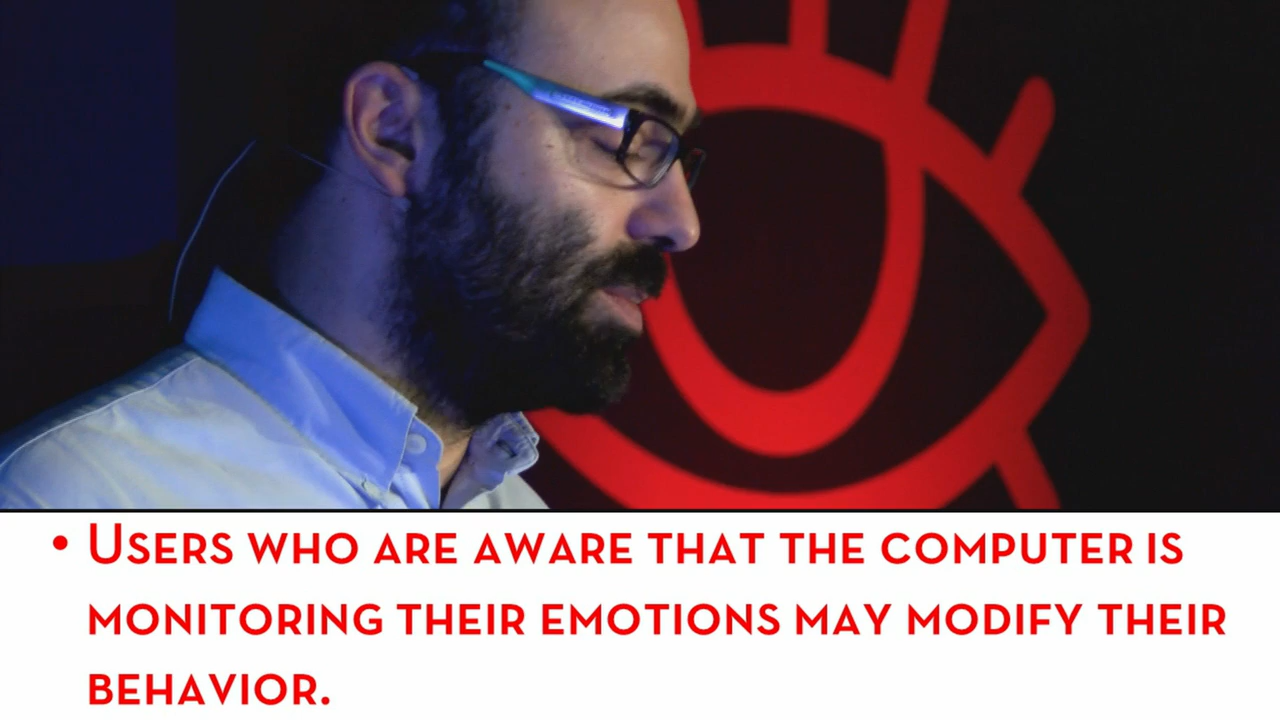 • Users who are aware that the computer is
monitoring their emotions may modify their
behavior.